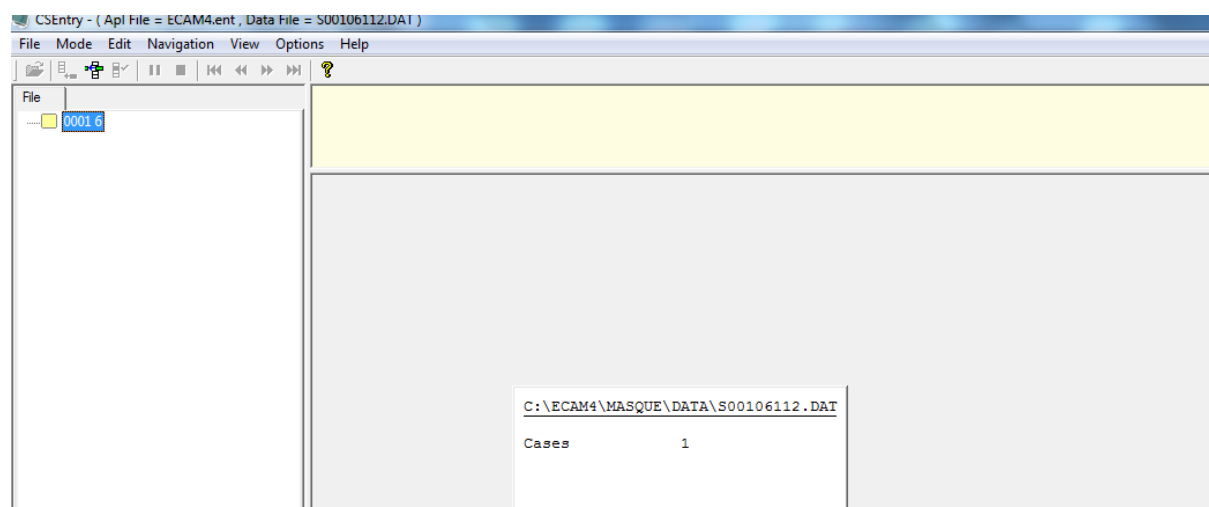 CSEntry - ( Apl File = ECAM4.ent , Data File = S00106112.DAT )
File Mode Edit Navigation View Options Help
File
0001 6
C:\ECAM4\MASQUE\DATA\S00106112.DAT
Cases 1